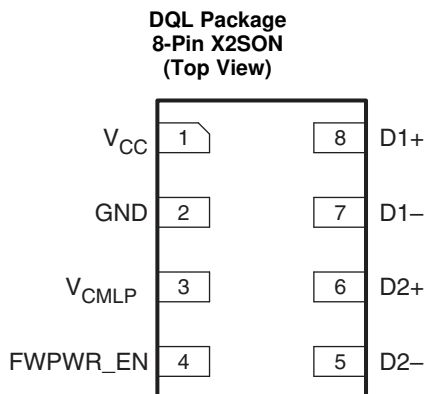 DQL Package
8-Pin X2SON
(Top View)
VCC 1 8 D1+
GND 2 7 D1–
VCMLP 3 6 D2+
FWPWR_EN 4 5 D2–